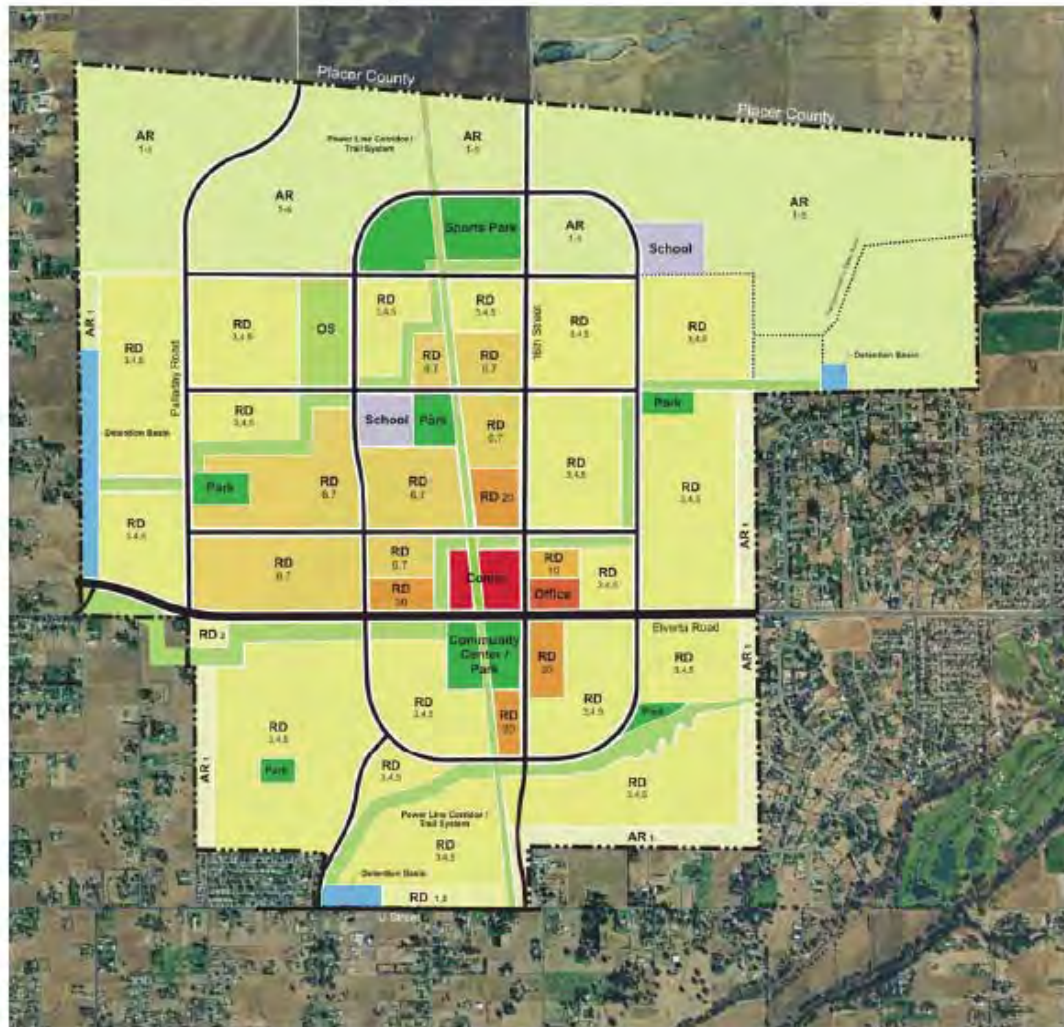 Placer County
Placer County
AR
1-5
Power Line Corridor /
Trail System
AR
1-5
AR
1-5
AR
1-5
Sports Park
AR
1-5
School
AR 1
RD
3,4,5
Palladay Road
RD
3,4,5
OS
RD
3,4,5
RD
3,4,5
RD
6,7
RD
6,7
16th Street
RD
3,4,5
RD
3,4,5
Detention Basin
Detention Basin
RD
3,4,5
School
Park
RD
6,7
RD
3,4,5
Park
RD
3,4,5
AR 1
Park
RD
6,7
RD
6,7
RD 20
RD
3,4,5
RD
6,7
RD
6,7
RD
Center
RD
10
Office
RD
3,4,5
RD 2
Elverta Road
Community
Center /
Park
RD
20
RD
3,4,5
AR 1
RD
3,4,5
RD
3,4,5
Park
RD
3,4,5
RD
20
AR 1
Park
RD
3,4,5
RD
3,4,5
Power Line Corridor /
Trail System
RD
3,4,5
AR 1
Detention Basin
RD 1,2
U Street